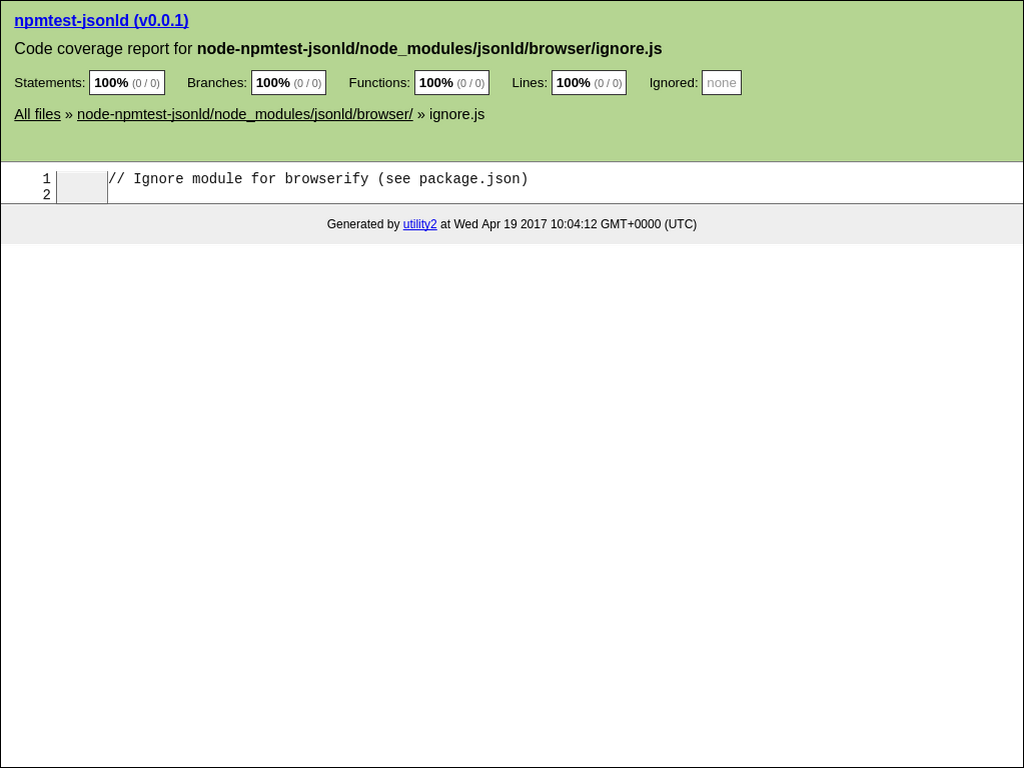 npmtest-jsonld (v0.0.1)
Code coverage report for node-npmtest-jsonld/node_modules/jsonld/browser/ignore.js
Statements: 100% (0 / 0) Branches: 100% (0 / 0) Functions: 100% (0 / 0) Lines: 100% (0 / 0) Ignored: none
All files » node-npmtest-jsonld/node_modules/jsonld/browser/ » ignore.js
1 // Ignore module for browserify (see package.json)
2
Generated by utility2 at Wed Apr 19 2017 10:04:12 GMT+0000 (UTC)